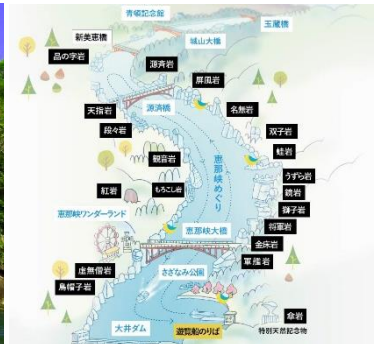 青邨記念館
玉蔵橋
城山大橋
新美恵橋
品の字岩
源斉岩
屏風岩
天指岩
源斉橋
名無岩
段々岩
双子岩
観音岩
蛙岩
恵那峡めぐり
うずら岩
紅岩
もろこし岩
鏡岩
獅子岩
恵那峡ワンダーランド
恵那峡大橋
将軍岩
金床岩
虚無僧岩
さざなみ公園
軍艦岩
烏帽子岩
傘岩
大井ダム
遊覧船のりば
特別天然記念物